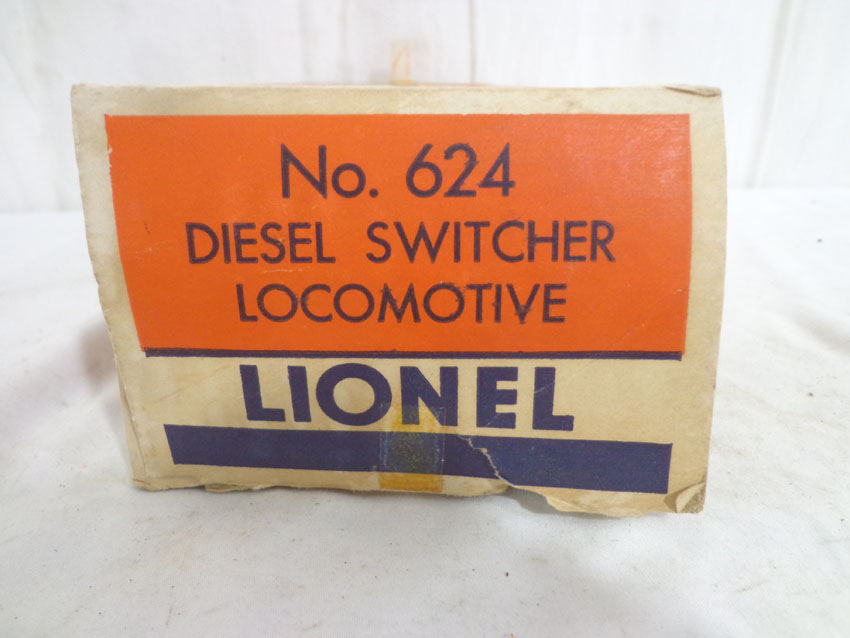 No. 624
DIESEL SWITCHER
LOCOMOTIVE
LIONEL